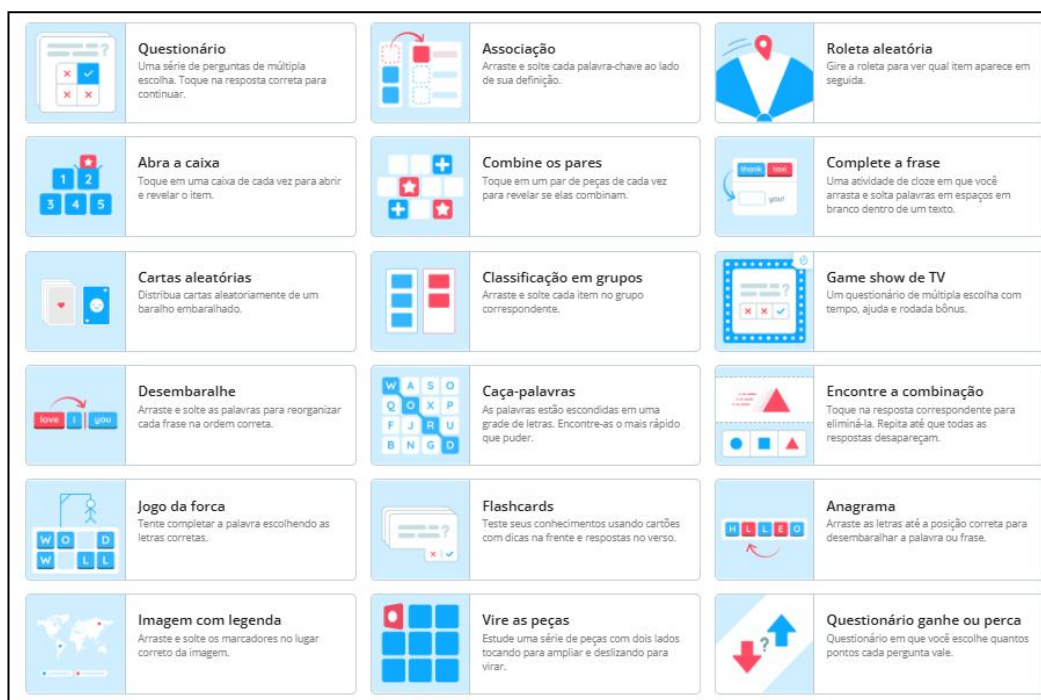 Questionário
Uma série de perguntas de múltipla
escolha. Toque na resposta correta para
continuar.
Associação
Arraste e solte cada palavra-chave ao lado
de sua definição.
Roleta aleatória
Gire a roleta para ver qual item aparece em
seguida.
1 2
3 4 5
Abra a caixa
Toque em uma caixa de cada vez para abrir
e revelar o item.
Combine os pares
Toque em um par de peças de cada vez
para revelar se elas combinam.
thank taxi
you!
Complete a frase
Uma atividade de cloze em que você
arrasta e solta palavras em espaços em
branco dentro de um texto.
Cartas aleatórias
Distribua cartas aleatoriamente de um
baralho embaralhado.
Classificação em grupos
Arraste e solte cada item no grupo
correspondente.
Game show de TV
Um questionário de múltipla escolha com
tempo, ajuda e rodada bônus.
love I you
Desembaralhe
Arraste e solte as palavras para reorganizar
cada frase na ordem correta.
W A S O
Q O X P
F J R U
B N G D
Caça-palavras
As palavras estão escondidas em uma
grade de letras. Encontre-as o mais rápido
que puder.
Encontre a combinação
Toque na resposta correspondente para
eliminá-la. Repita até que todas as
respostas desapareçam.
W O D
W L L
Jogo da forca
Tente completar a palavra escolhendo as
letras corretas.
Flashcards
Teste seus conhecimentos usando cartões
com dicas na frente e respostas no verso.
H L L E O
Anagrama
Arraste as letras até a posição correta para
desembaralhar a palavra ou frase.
Imagem com legenda
Arraste e solte os marcadores no lugar
correto da imagem.
Vire as peças
Estude uma série de peças com dois lados
tocando para ampliar e deslizando para
virar.
Questionário ganhe ou perca
Questionário em que você escolhe quantos
pontos cada pergunta vale.